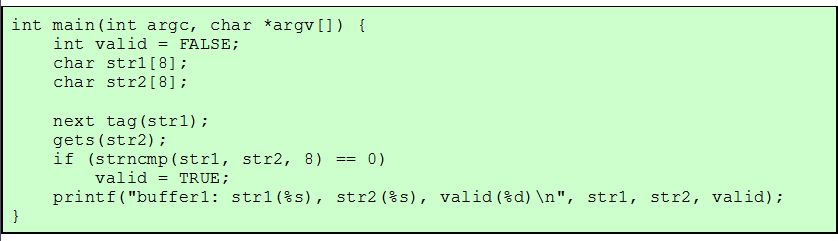 int main(int argc, char *argv[]) {
    int valid = FALSE;
    char str1[8];
    char str2[8];

    next tag(str1);
    gets(str2);
    if (strncmp(str1, str2, 8) == 0)
        valid = TRUE;
    printf("buffer1: str1(%s), str2(%s), valid(%d)\n", str1, str2, valid);
}